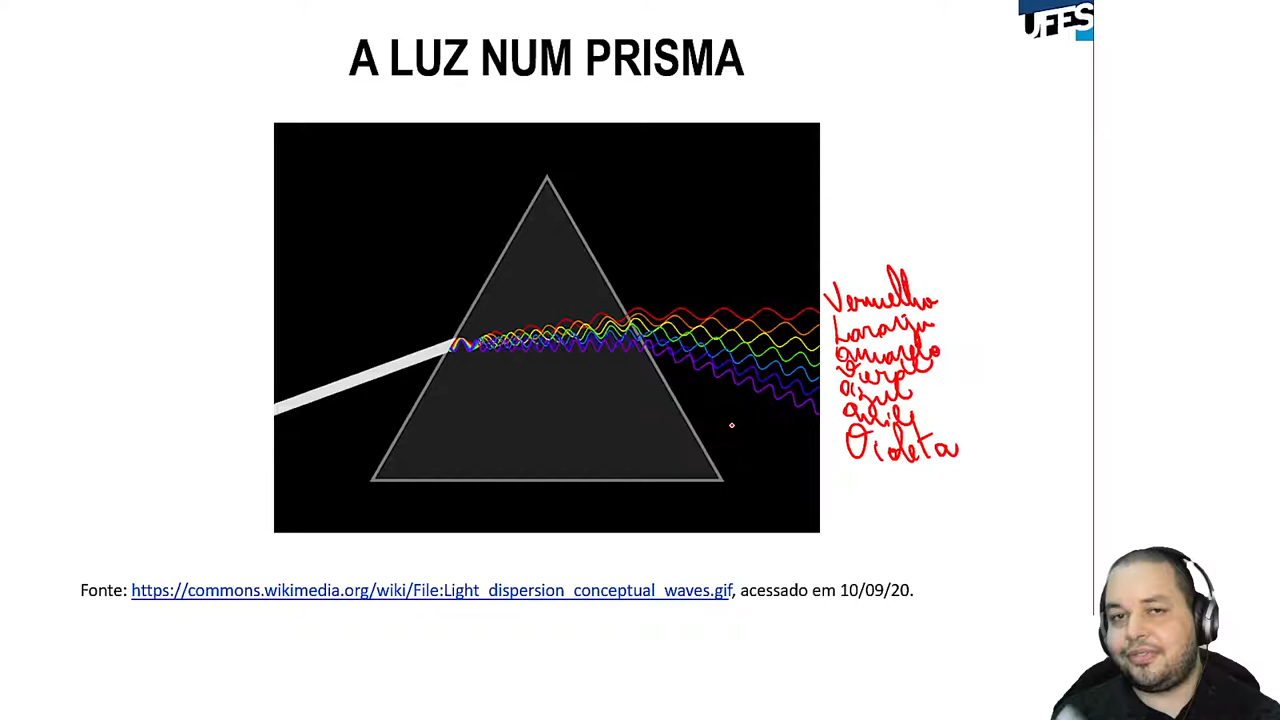 UFES
A LUZ NUM PRISMA
Vermelho
Laranja
amarelo
Verde
azul
anil
Violeta
Fonte: https://commons.wikimedia.org/wiki/File:Light_dispersion_conceptual_waves.gif, acessado em 10/09/20.